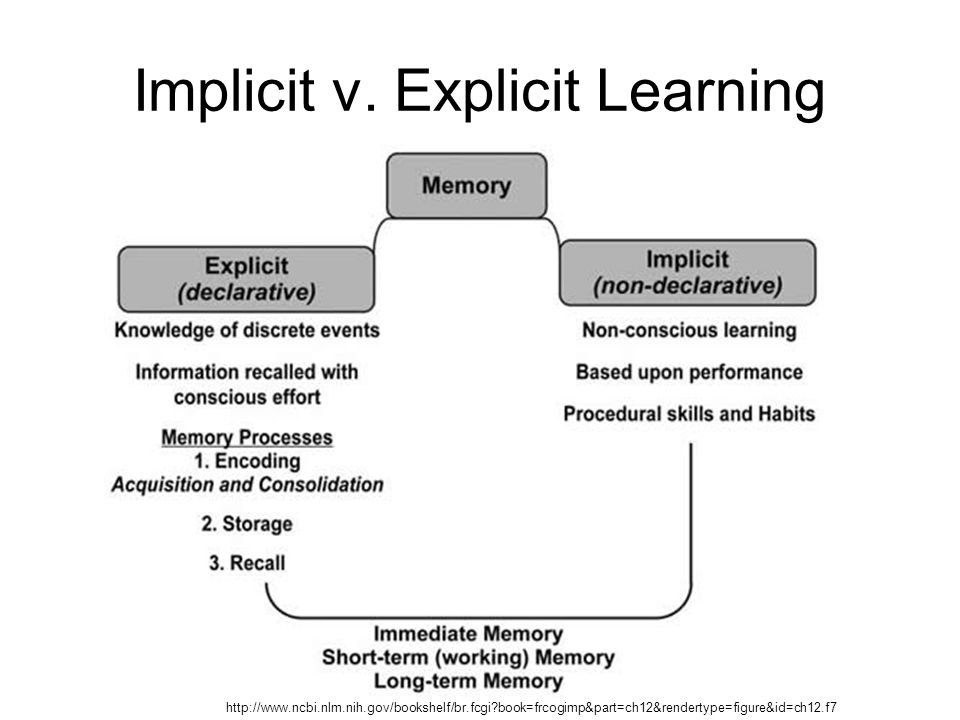 Implicit v. Explicit Learning
Memory
Explicit
(declarative)
Knowledge of discrete events
Information recalled with
conscious effort
Memory Processes
1. Encoding
Acquisition and Consolidation
2. Storage
3. Recall
Implicit
(non-declarative)
Non-conscious learning
Based upon performance
Procedural skills and Habits
Immediate Memory
Short-term (working) Memory
Long-term Memory
http://www.ncbi.nlm.nih.gov/bookshelf/br.fcgi?book=frcogimp&part=ch12&rendertype=figure&id=ch12.f7